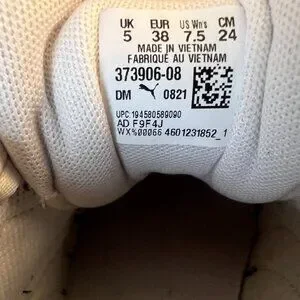 UK EUR US Wn's CM
5 38 7.5 24
MADE IN VIETNAM
FABRIQUÉ AU VIETNAM
373906-08
DM 0821
UPC:194580589090
AD F9F4J
WX%00066 4601231852_1